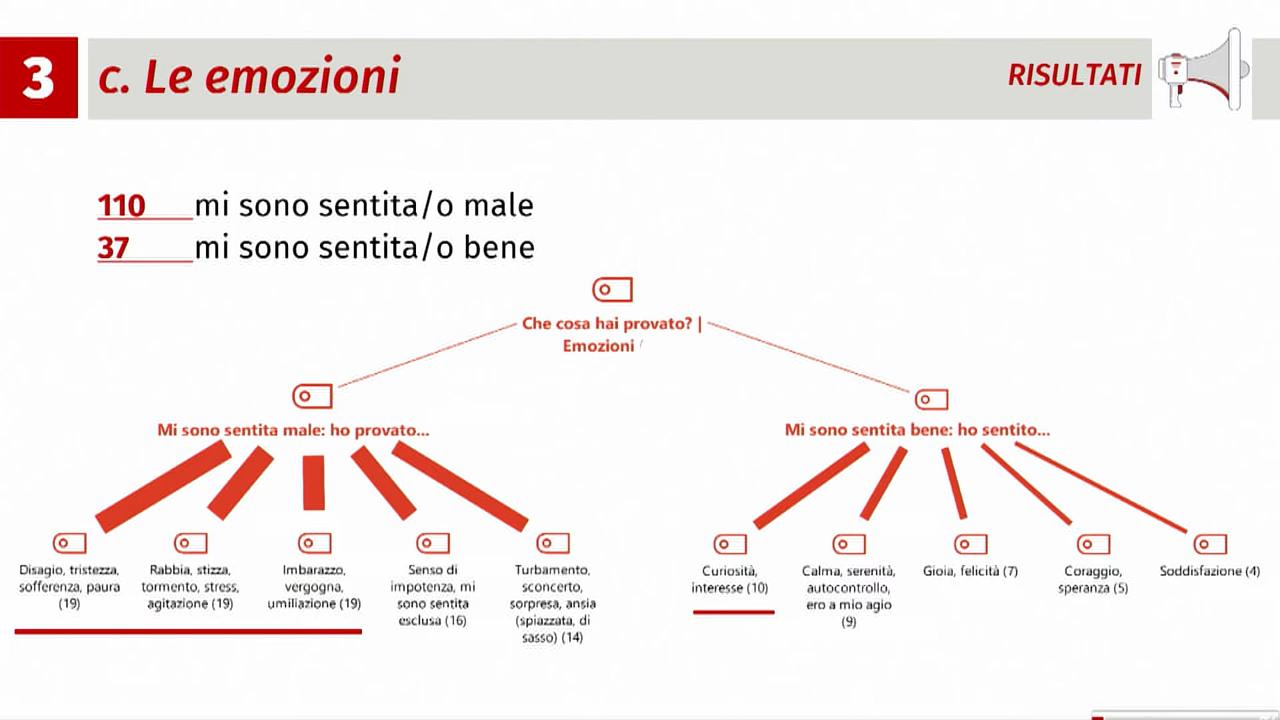 3
c. Le emozioni
RISULTATI
110 mi sono sentita/o male
37 mi sono sentita/o bene
Che cosa hai provato? |
Emozioni
Mi sono sentita male: ho provato...
Mi sono sentita bene: ho sentito...
Disagio, tristezza,
sofferenza, paura
(19)
Rabbia, stizza,
tormento, stress,
agitazione (19)
Imbarazzo,
vergogna,
umiliazione (19)
Senso di
impotenza, mi
sono sentita
esclusa (16)
Turbamento,
sconcerto,
sorpresa, ansia
(spiazzata, di
sasso) (14)
Curiosità,
interesse (10)
Calma, serenità,
autocontrollo,
ero a mio agio
(9)
Gioia, felicità (7)
Coraggio,
speranza (5)
Soddisfazione (4)